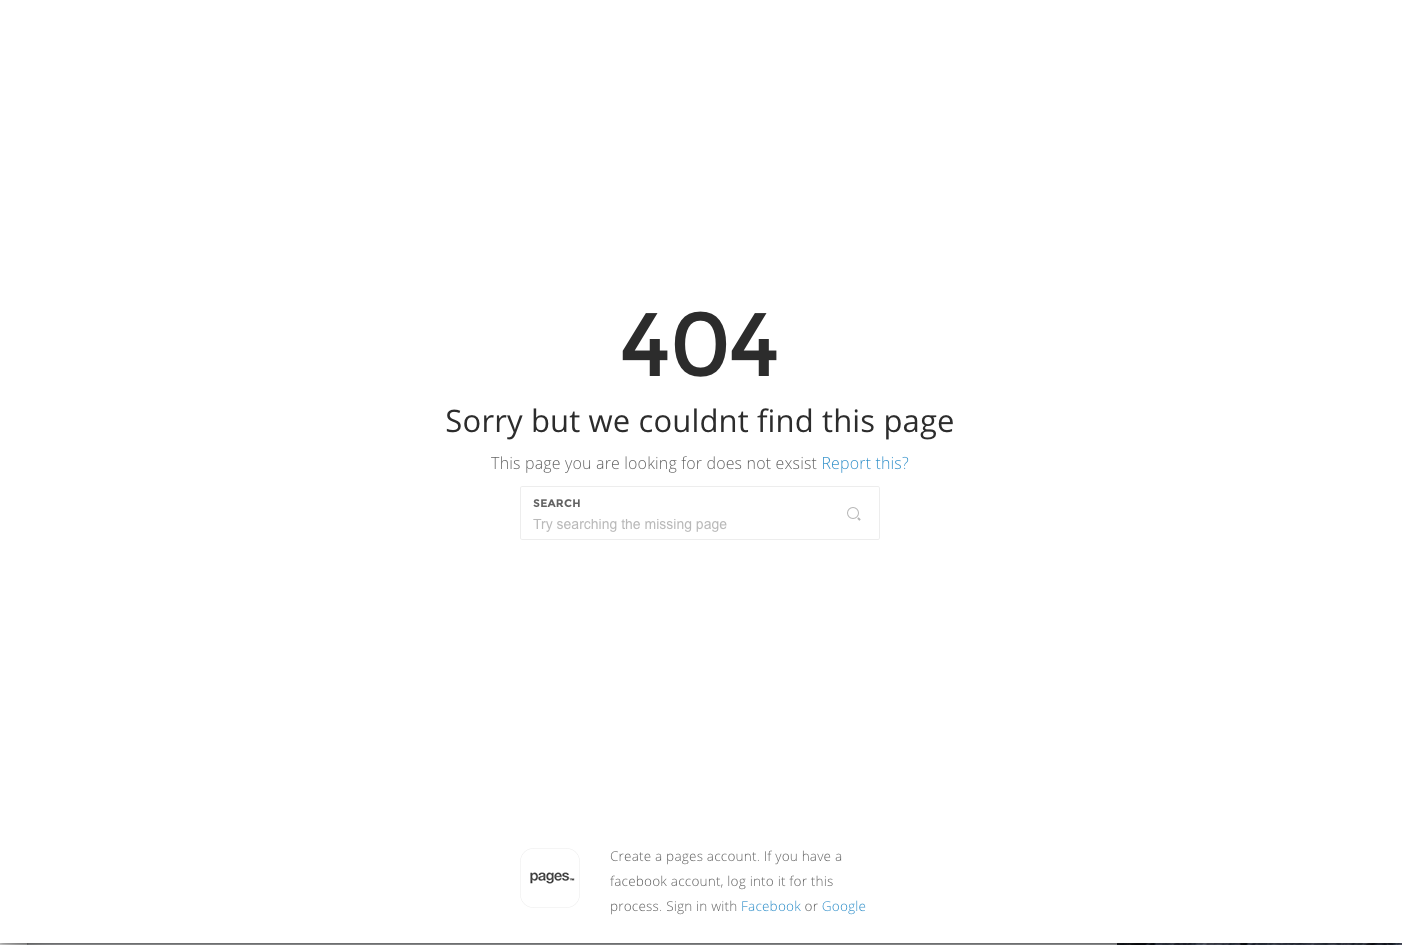 404
Sorry but we couldnt find this page
This page you are looking for does not exsist Report this?
SEARCH
Try searching the missing page
pages™
Create a pages account. If you have a
facebook account, log into it for this
process. Sign in with Facebook or Google